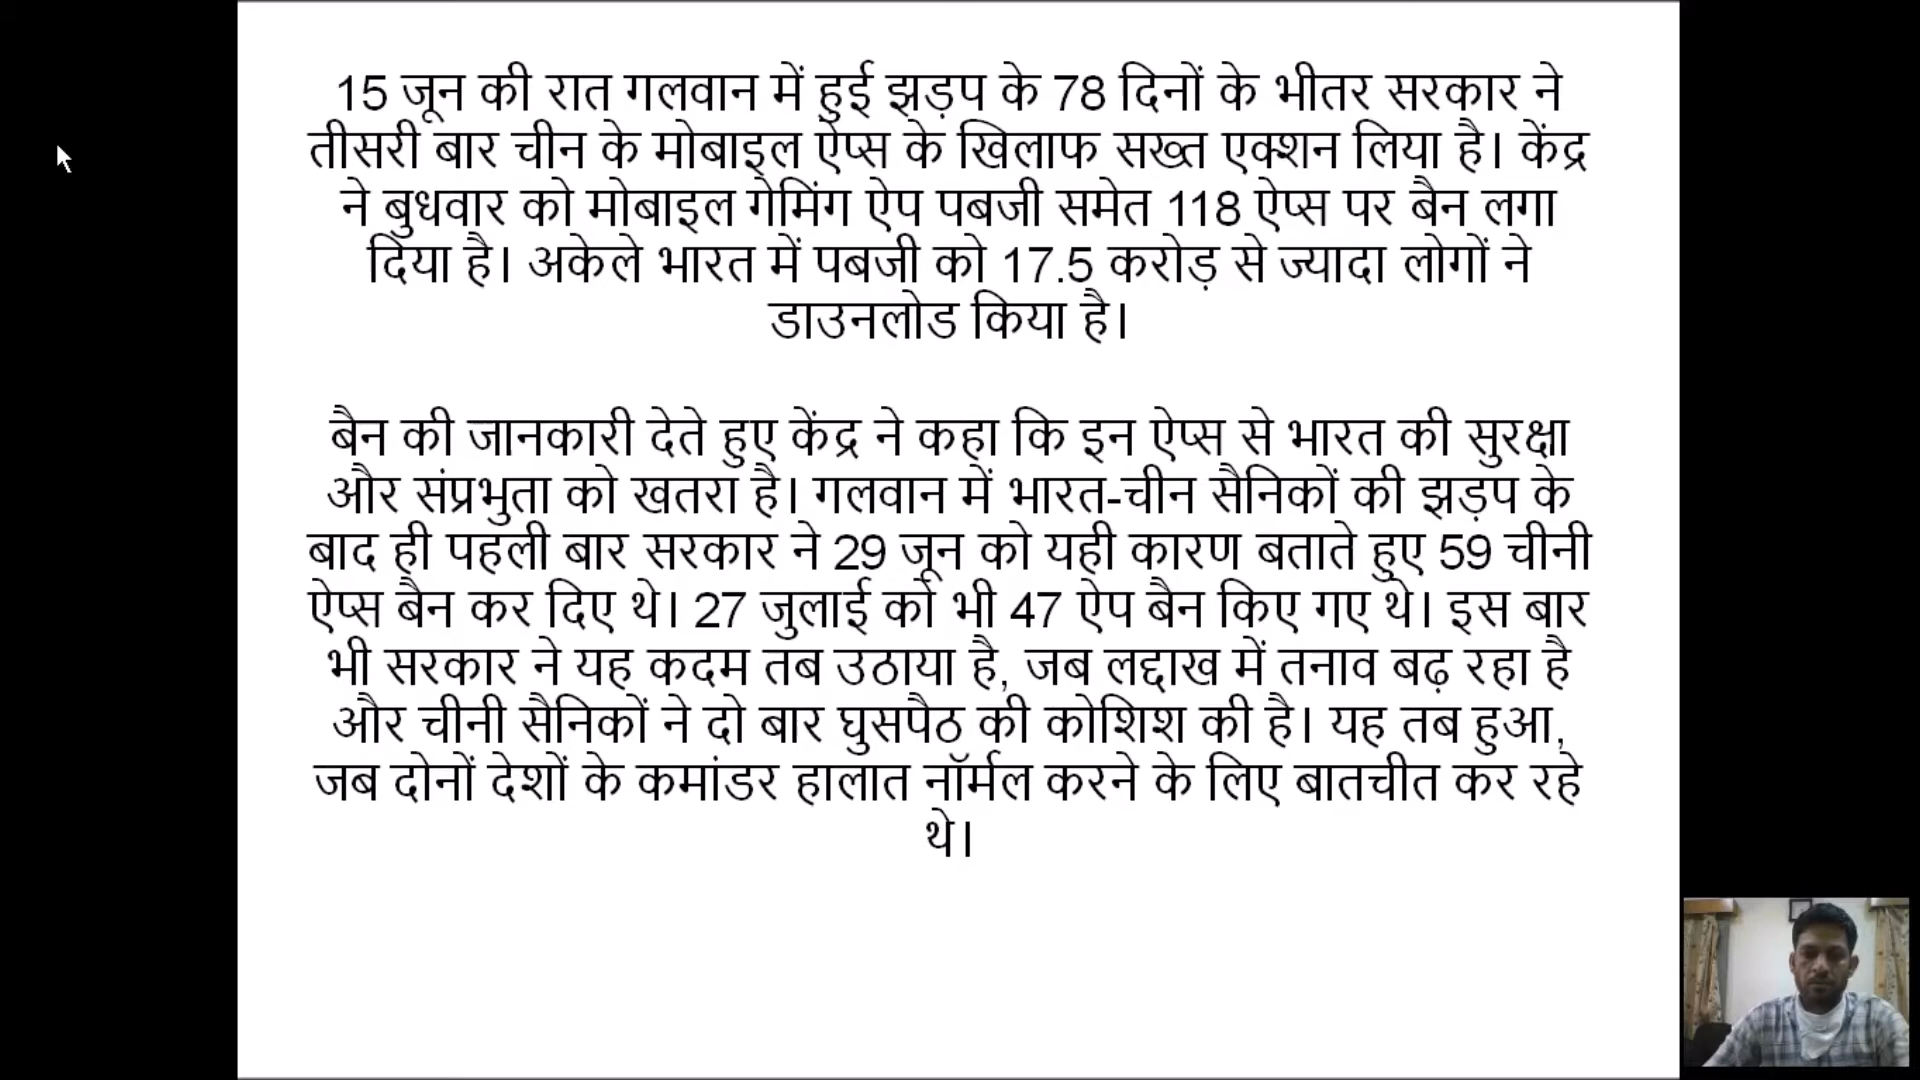 15 जून की रात गलवान में हुई झड़प के 78 दिनों के भीतर सरकार ने
तीसरी बार चीन के मोबाइल ऐप्स के खिलाफ सख्त एक्शन लिया है। केंद्र
ने बुधवार को मोबाइल गेमिंग ऐप पबजी समेत 118 ऐप्स पर बैन लगा
दिया है। अकेले भारत में पबजी को 17.5 करोड़ से ज्यादा लोगों ने
डाउनलोड किया है।
बैन की जानकारी देते हुए केंद्र ने कहा कि इन ऐप्स से भारत की सुरक्षा
और संप्रभुता को खतरा है। गलवान में भारत-चीन सैनिकों की झड़प के
बाद ही पहली बार सरकार ने 29 जून को यही कारण बताते हुए 59 चीनी
ऐप्स बैन कर दिए थे। 27 जुलाई को भी 47 ऐप बैन किए गए थे। इस बार
भी सरकार ने यह कदम तब उठाया है, जब लद्दाख में तनाव बढ़ रहा है
और चीनी सैनिकों ने दो बार घुसपैठ की कोशिश की है। यह तब हुआ,
जब दोनों देशों के कमांडर हालात नॉर्मल करने के लिए बातचीत कर रहे
थे।